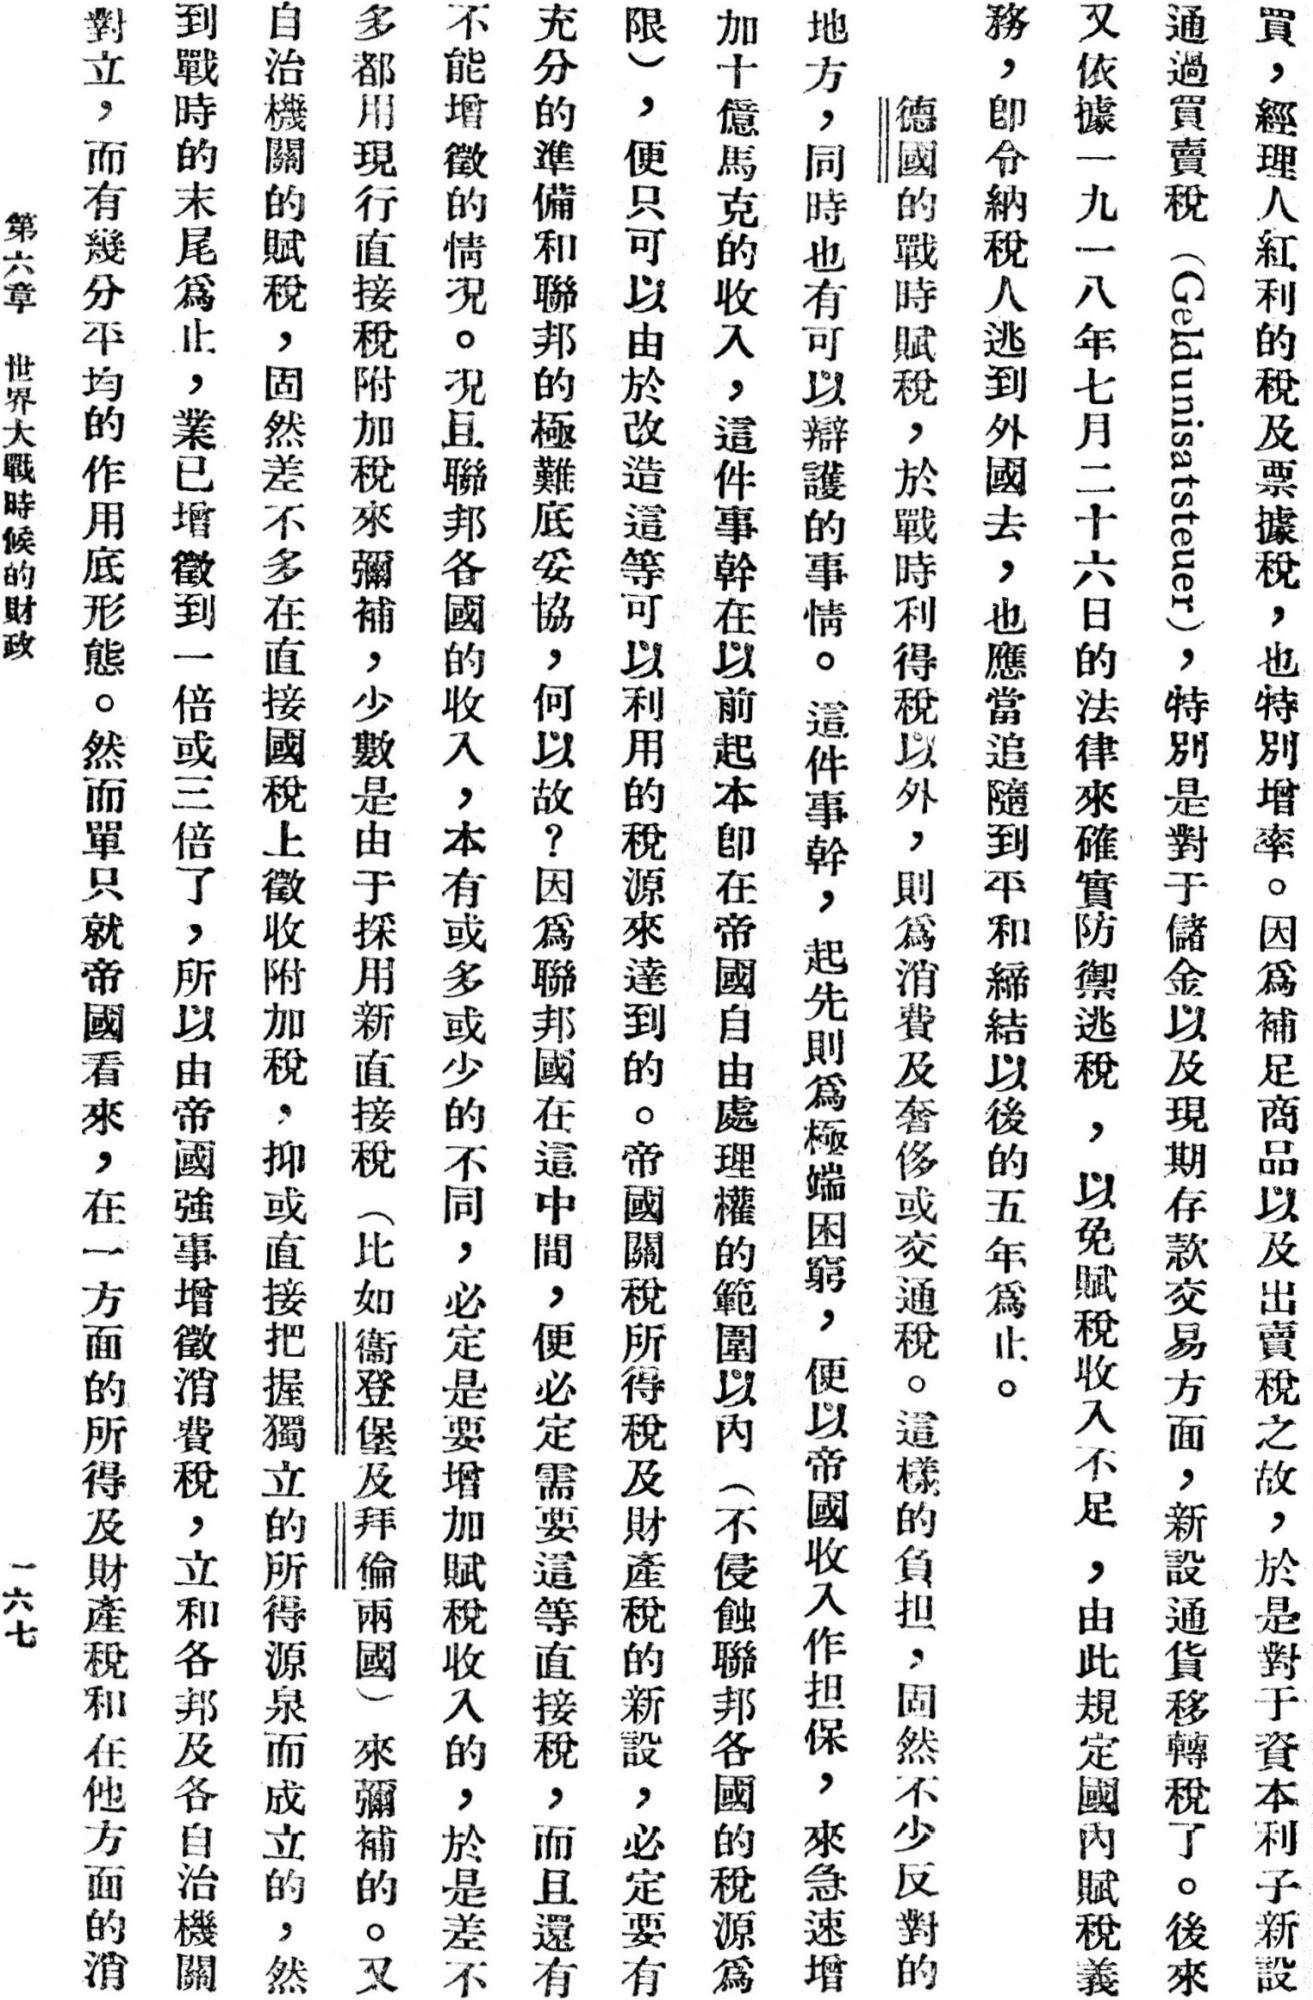 買，經理人紅利的稅及票據稅，也特別增率。因爲補足商品以及出賣稅之故，於是對于資本利子新設
通過買賣稅（Geldunisatsteuer），特別是對于儲金以及現期存款交易方面，新設通貨移轉稅了。後來
又依據一九一八年七月二十六日的法律來確實防禦逃稅，以免賦稅收入不足，由此規定國內賦稅義
務，卽令納稅人逃到外國去，也應當追隨到平和締結以後的五年爲止。
德國的戰時賦稅，於戰時利得稅以外，則爲消費及奢侈或交通稅。這樣的負担，固然不少反對的
地方，同時也有可以辯護的事情。這件事幹，起先則爲極端困窮，便以帝國收入作担保，來急速增
加十億馬克的收入，這件事幹在以前起本卽在帝國自由處理權的範圍以內（不侵蝕聯邦各國的稅源爲
限），便只可以由於改造這等可以利用的稅源來達到的。帝國關稅所得稅及財產稅的新設，必定要有
充分的準備和聯邦的極難底妥協，何以故？因爲聯邦國在這中間，便必定需要這等直接稅，而且還有
不能增徵的情況。況且聯邦各國的收入，本有或多或少的不同，必定是要增加賦稅收入的，於是差不
多都用現行直接稅附加稅來彌補，少數是由于採用新直接稅（比如衞登堡及拜倫兩國）來彌補的。又
自治機關的賦稅，固然差不多在直接國稅上徵收附加稅，抑或直接把握獨立的所得源泉而成立的，然
到戰時的末尾爲止，業已增徵到一倍或三倍了，所以由帝國強事增徵消費稅，立和各邦及各自治機關
對立，而有幾分平均的作用底形態。然而單只就帝國看來，在一方面的所得及財產稅和在他方面的消
第六章　世界大戰時候的財政　一六七